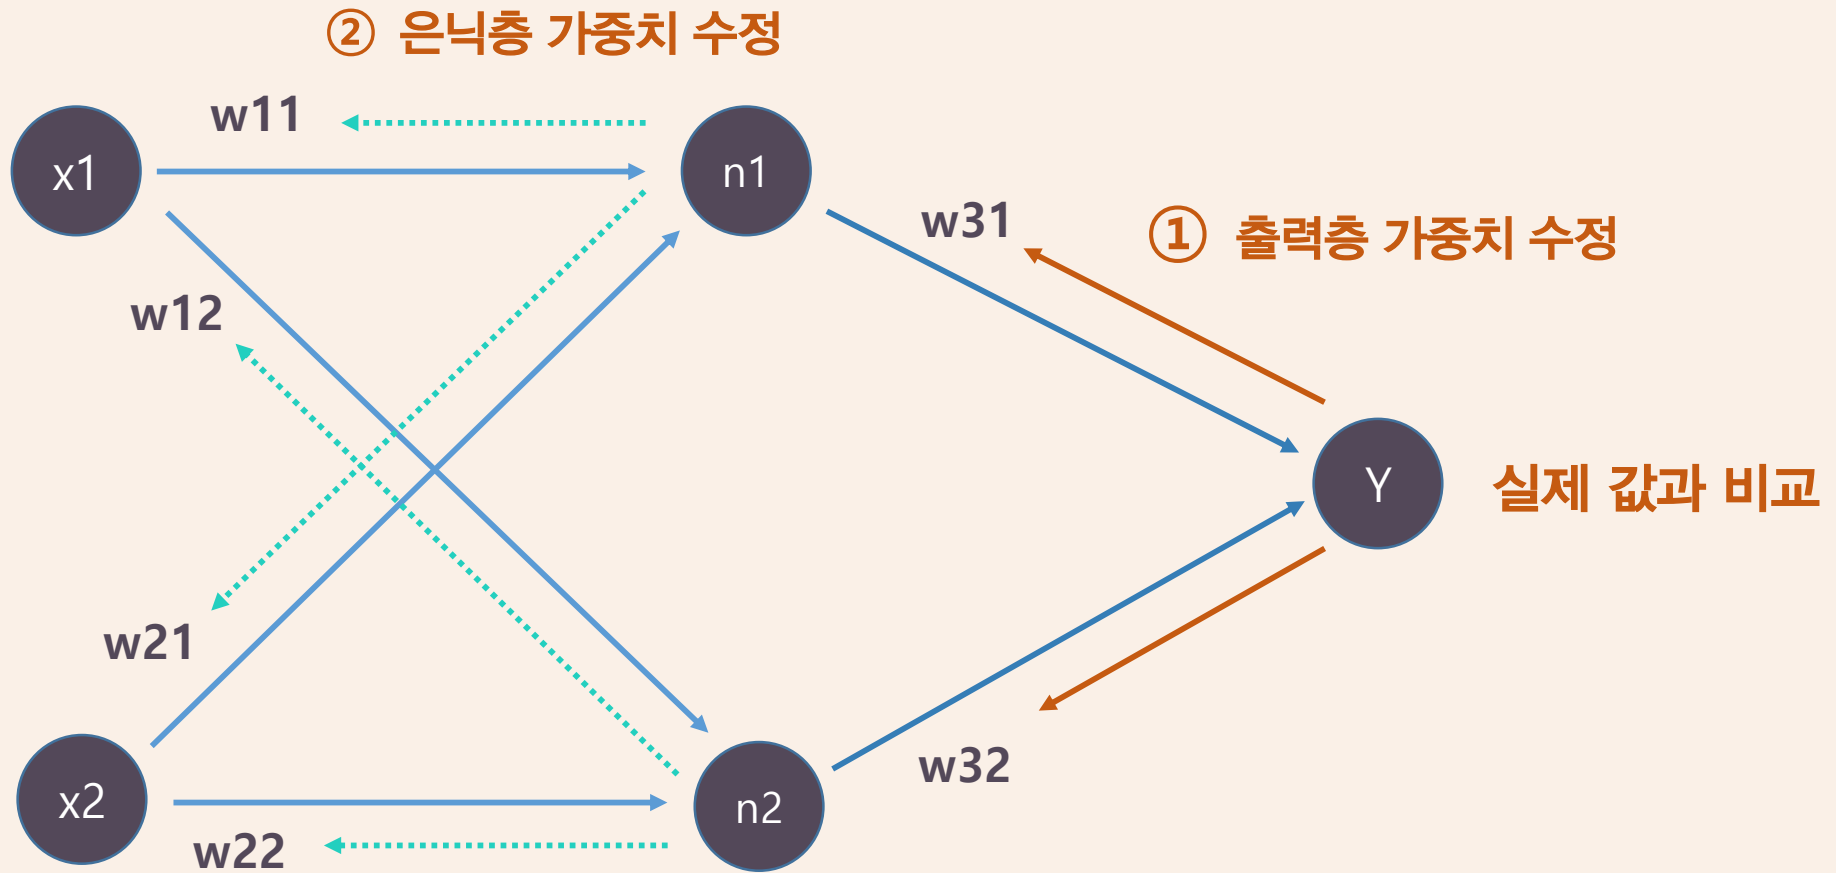 ② 은닉층 가중치 수정
w11
x1
n1
w31
① 출력층 가중치 수정
w12
Y
실제 값과 비교
w21
w32
x2
n2
w22